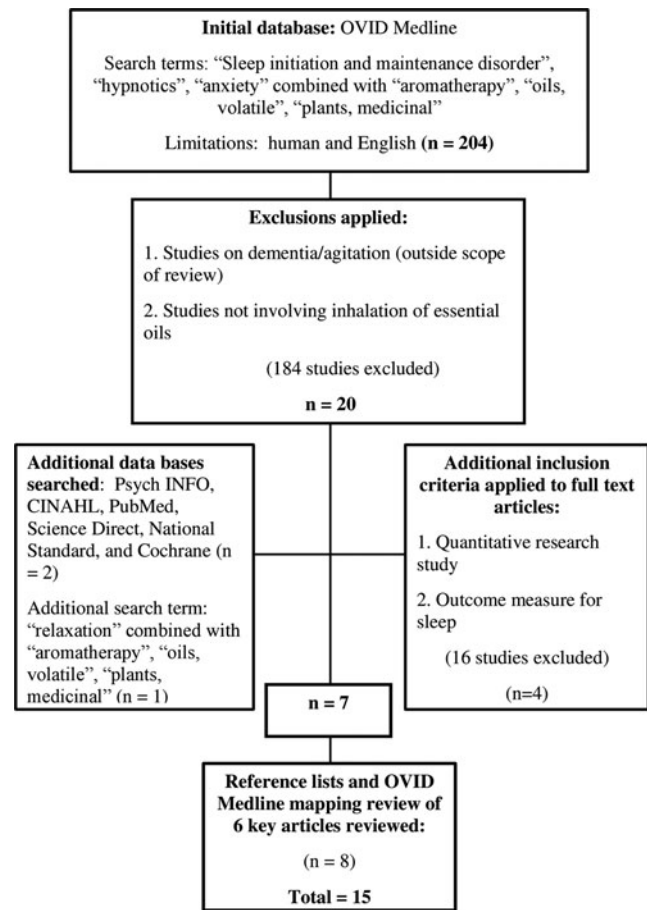 Initial database: OVID Medline
Search terms: “Sleep initiation and maintenance disorder”,
“hypnotics”, “anxiety” combined with “aromatherapy”, “oils,
volatile”, “plants, medicinal”
Limitations: human and English (n = 204)
Exclusions applied:
1. Studies on dementia/agitation (outside scope
of review)
2. Studies not involving inhalation of essential
oils
(184 studies excluded)
n = 20
Additional data bases
searched: Psych INFO,
CINAHL, PubMed,
Science Direct, National
Standard, and Cochrane (n
= 2)
Additional search term:
“relaxation” combined with
“aromatherapy”, “oils,
volatile”, “plants,
medicinal” (n = 1)
Additional inclusion
criteria applied to full text
articles:
1. Quantitative research
study
2. Outcome measure for
sleep
(16 studies excluded)
(n=4)
n = 7
Reference lists and OVID
Medline mapping review of
6 key articles reviewed:
(n = 8)
Total = 15